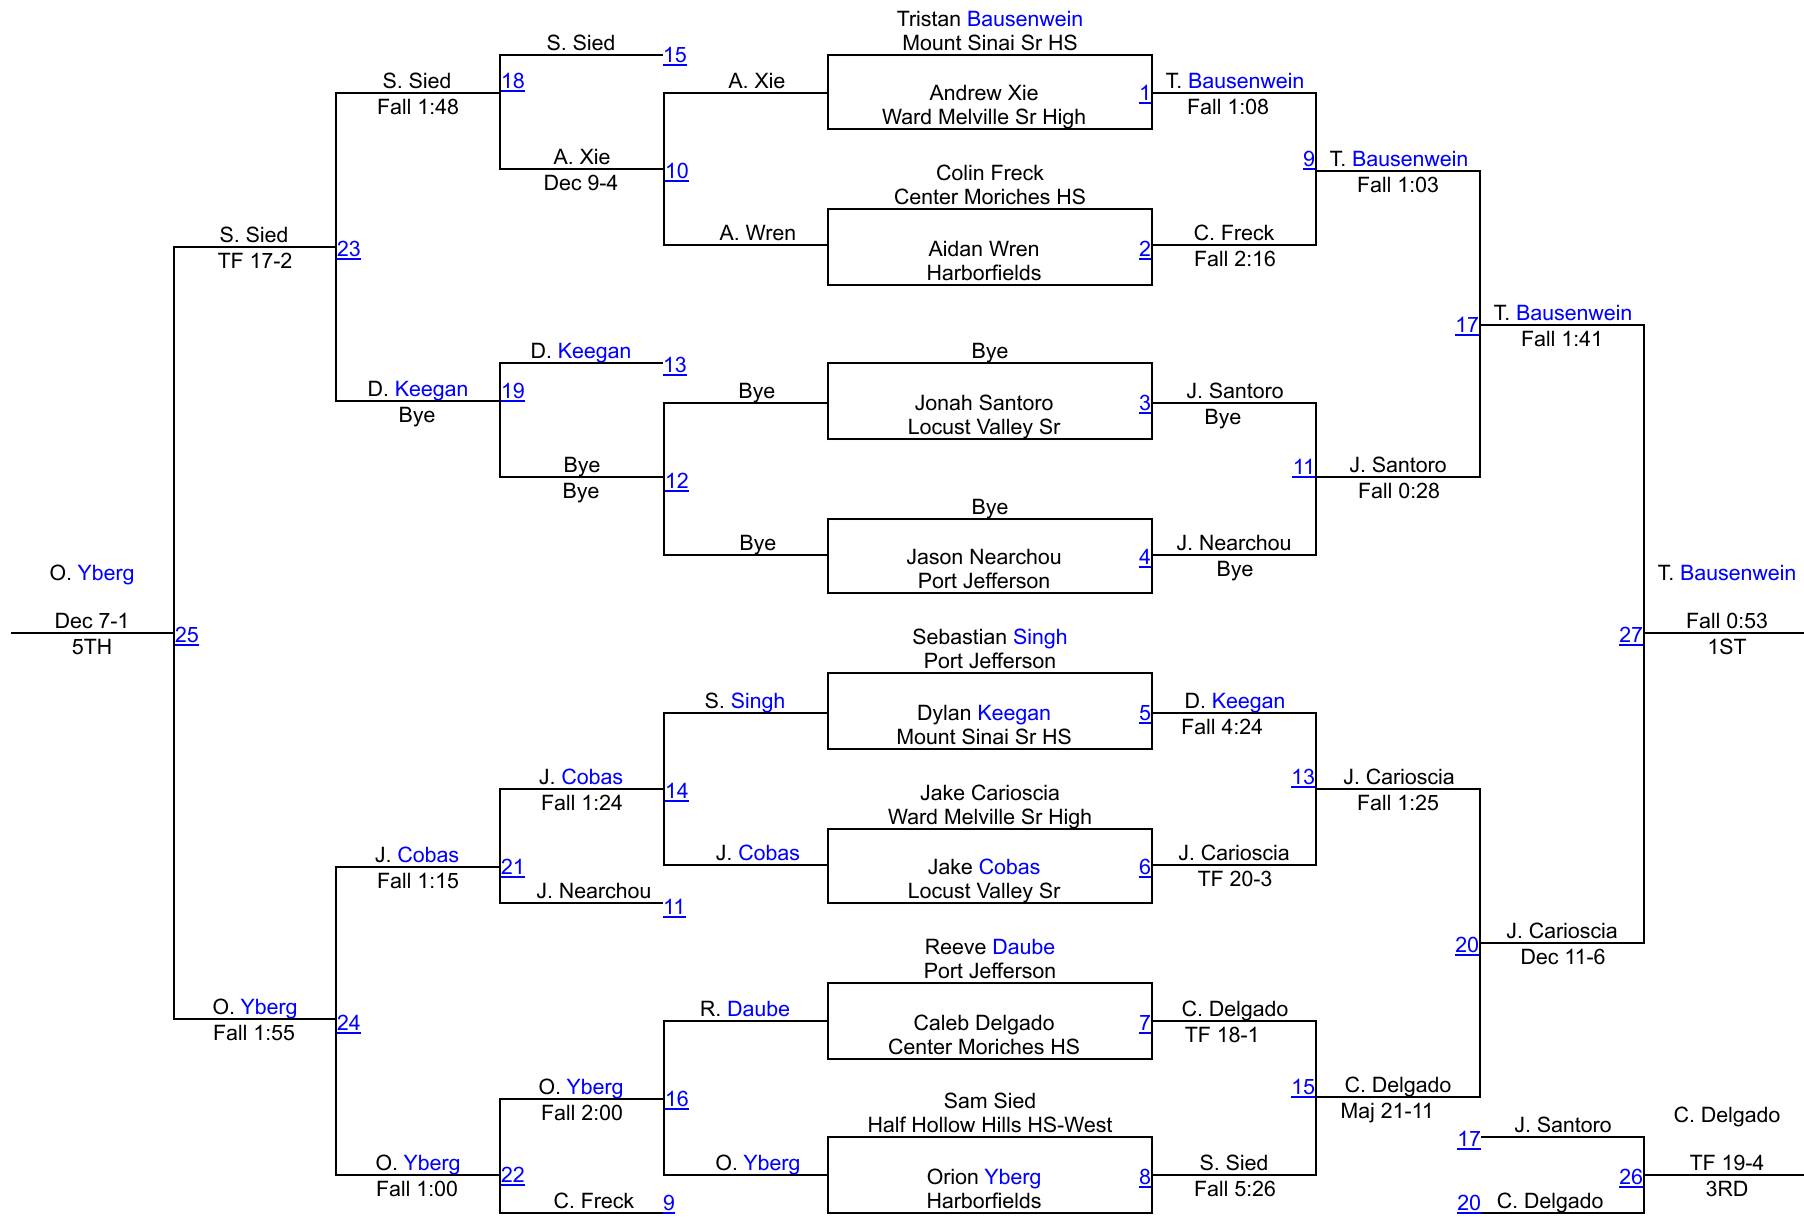 Tristan Bausenwein
Mount Sinai Sr HS
S. Sied
15
S. Sied
18
A. Xie
Andrew Xie
1
T. Bausenwein
Fall 1:48
Ward Melville Sr High
Fall 1:08
A. Xie
10
Colin Freck
9
T. Bausenwein
Dec 9-4
Center Moriches HS
Fall 1:03
S. Sied
23
A. Wren
Aidan Wren
2
C. Freck
TF 17-2
Harborfields
Fall 2:16
T. Bausenwein
17
Fall 1:41
D. Keegan
13
Bye
D. Keegan
19
Bye
Jonah Santoro
3
J. Santoro
Bye
Locust Valley Sr
Bye
Bye
12
11
J. Santoro
Bye
Fall 0:28
Bye
Bye
Jason Nearchou
4
J. Nearchou
Port Jefferson
Bye
O. Yberg
T. Bausenwein
Dec 7-1
25
27
Fall 0:53
5TH
1ST
Sebastian Singh
Port Jefferson
S. Singh
Dylan Keegan
5
D. Keegan
Mount Sinai Sr HS
Fall 4:24
J. Cobas
14
Jake Carioscia
13
J. Carioscia
Fall 1:24
Ward Melville Sr High
Fall 1:25
J. Cobas
21
J. Cobas
Jake Cobas
6
J. Carioscia
Fall 1:15
Locust Valley Sr
TF 20-3
J. Nearchou
11
Reeve Daube
20
J. Carioscia
Port Jefferson
Dec 11-6
O. Yberg
24
R. Daube
Caleb Delgado
7
C. Delgado
Fall 1:55
Center Moriches HS
TF 18-1
O. Yberg
16
Sam Sied
15
C. Delgado
Fall 2:00
Half Hollow Hills HS-West
Maj 21-11
17
J. Santoro
C. Delgado
O. Yberg
22
O. Yberg
Orion Yberg
8
S. Sied
26
TF 19-4
Fall 1:00
Harborfields
Fall 5:26
3RD
C. Freck
9
20
C. Delgado